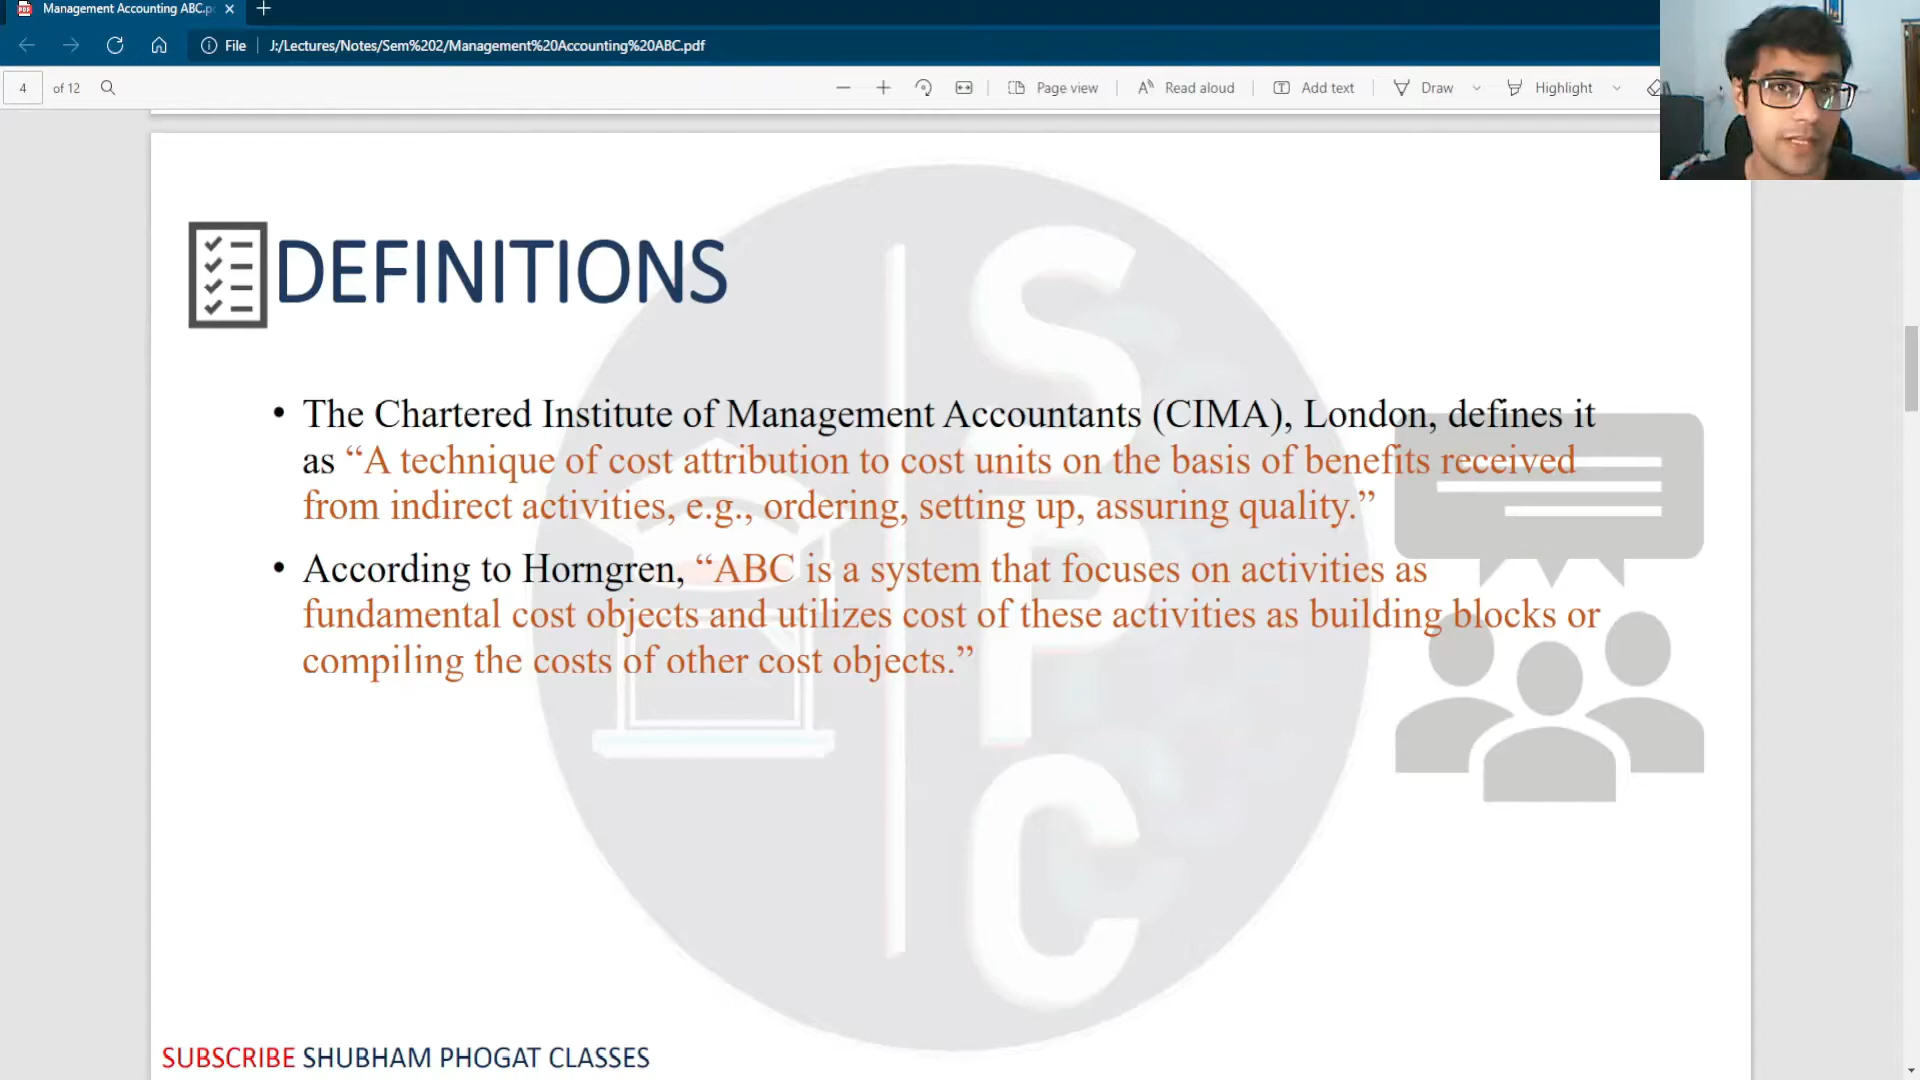 Management Accounting ABC.p
File J:/Lectures/Notes/Sem%202/Management%20Accounting%20ABC.pdf
4 of 12 Page view Read aloud Add text Draw Highlight
DEFINITIONS
• The Chartered Institute of Management Accountants (CIMA), London, defines it
as “A technique of cost attribution to cost units on the basis of benefits received
from indirect activities, e.g., ordering, setting up, assuring quality.”
• According to Horngren, “ABC is a system that focuses on activities as
fundamental cost objects and utilizes cost of these activities as building blocks or
compiling the costs of other cost objects.”
S
P
C
SUBSCRIBE SHUBHAM PHOGAT CLASSES